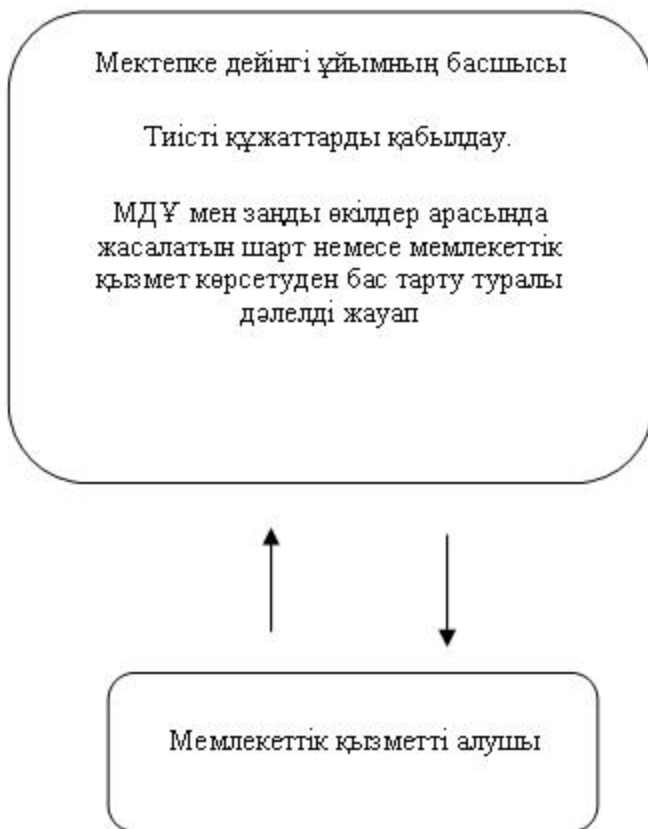 Мектепке дейінгі ұйымның басшысы
Тиісті құжаттарды қабылдау.
МДҰ мен заңды өкілдер арасында
жасалатын шарт немесе мемлекеттік
қызмет көрсетуден бас тарту туралы
дәлелді жауап
Мемлекеттік қызметті алушы